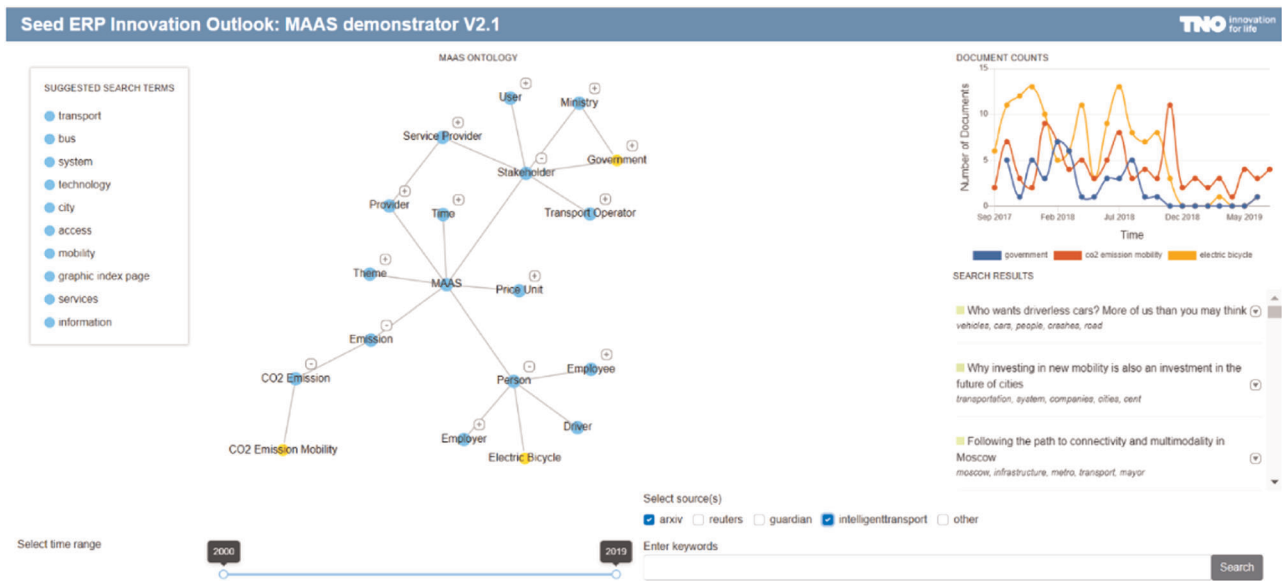 Seed ERP Innovation Outlook: MAAS demonstrator V2.1
TNO innovation
for life
SUGGESTED SEARCH TERMS
transport
bus
system
technology
city
access
mobility
graphic index page
services
information
MAAS ONTOLOGY
User
Ministry
Service Provider
Government
Stakeholder
Provider
Time
Transport Operator
Theme
MAAS
Price Unit
Emission
CO2 Emission
Person
Employee
Employer
Driver
CO2 Emission Mobility
Electric Bicycle
DOCUMENT COUNTS
Number of Documents
15
10
5
0
Sep 2017 Feb 2018 Jul 2018 Dec 2018 May 2019
Time
government co2 emission mobility electric bicycle
SEARCH RESULTS
Who wants driverless cars? More of us than you may think
vehicles, cars, people, crashes, road
Why investing in new mobility is also an investment in the
future of cities
transportation, system, companies, cities, cent
Following the path to connectivity and multimodality in
Moscow
moscow, infrastructure, metro, transport, mayor
Select source(s)
arxiv reuters guardian intelligenttransport other
Select time range
2000 2019
Enter keywords
Search